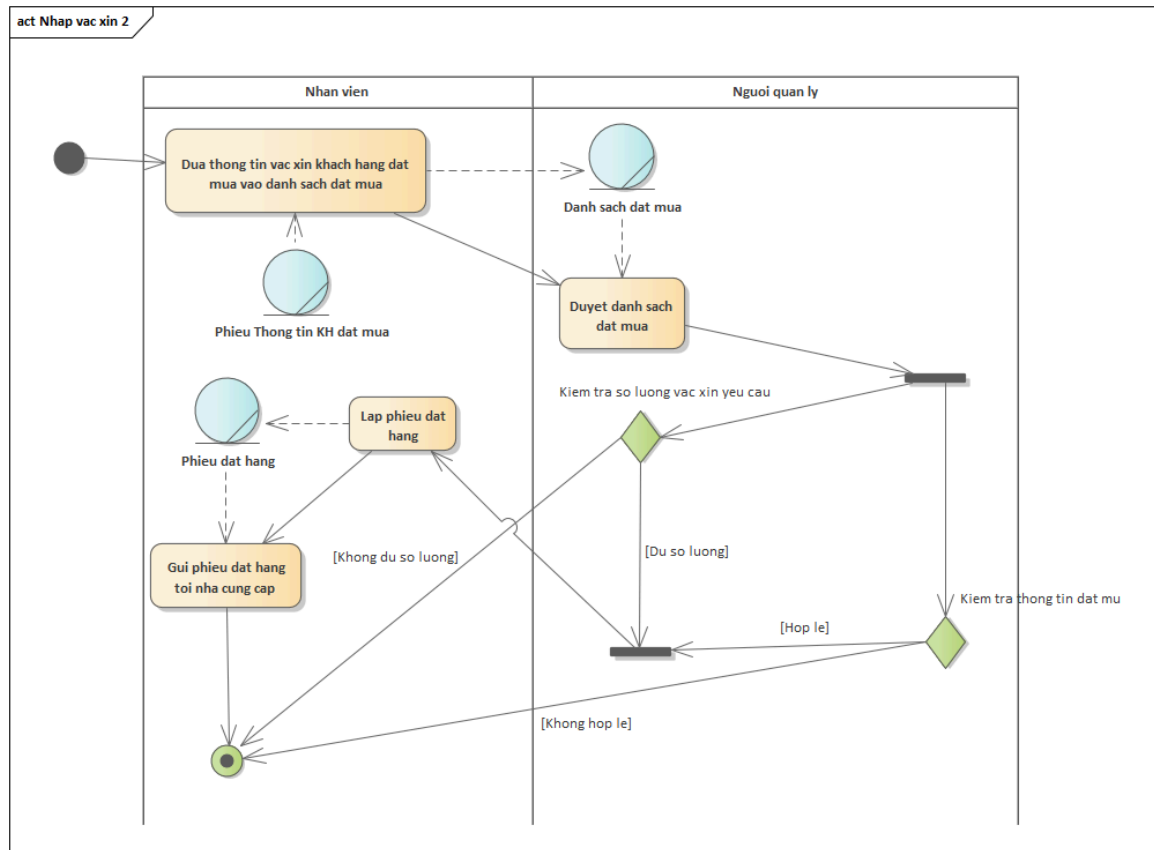 act Nhap vac xin 2
Nhan vien
Nguoi quan ly
Dua thong tin vac xin khach hang dat
mua vao danh sach dat mua
Danh sach dat mua
Phieu Thong tin KH dat mua
Duyet danh sach
dat mua
Kiem tra so luong vac xin yeu cau
Lap phieu dat
hang
Phieu dat hang
[Khong du so luong]
[Du so luong]
Gui phieu dat hang
toi nha cung cap
Kiem tra thong tin dat mu
[Hop le]
[Khong hop le]